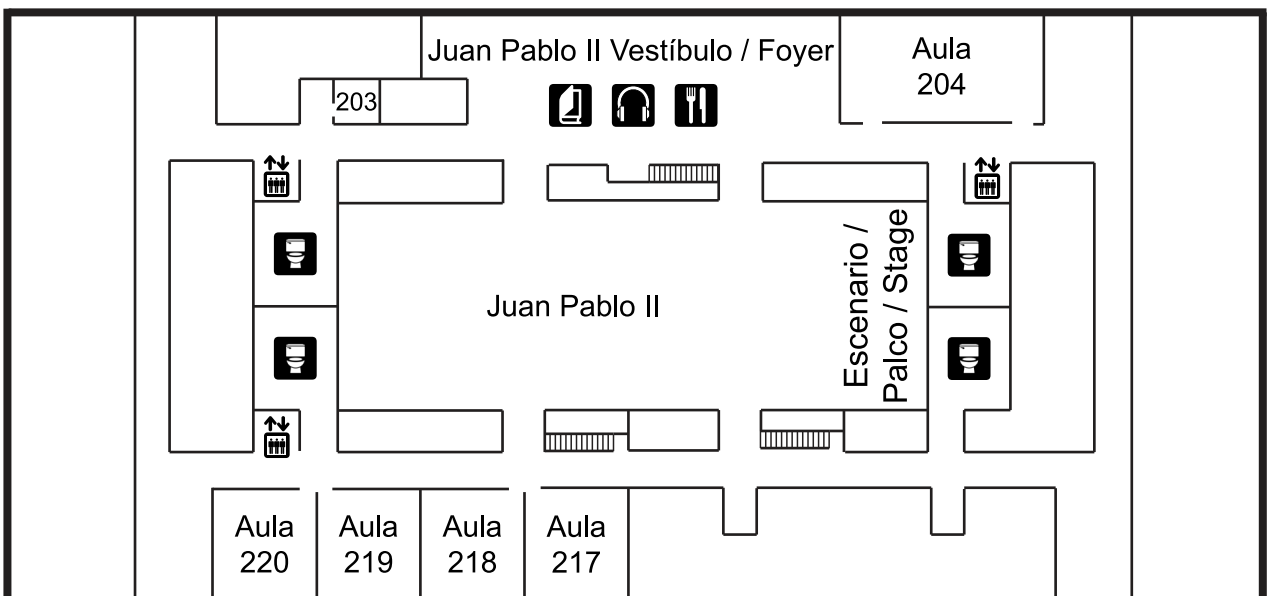 Juan Pablo II Vestíbulo / Foyer
Aula
204
203
Juan Pablo II
Escenario /
Palco / Stage
Aula
220
Aula
219
Aula
218
Aula
217